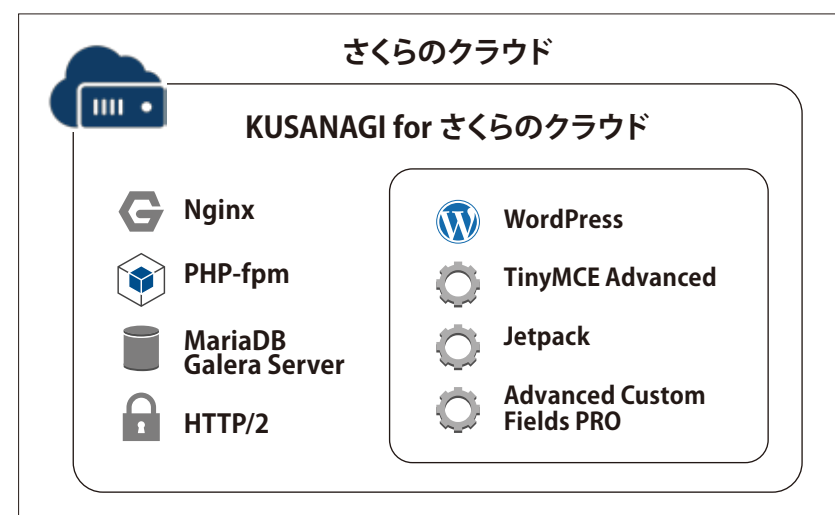 さくらのクラウド
KUSANAGI for さくらのクラウド
Nginx
PHP-fpm
MariaDB
Galera Server
HTTP/2
WordPress
TinyMCE Advanced
Jetpack
Advanced Custom
Fields PRO